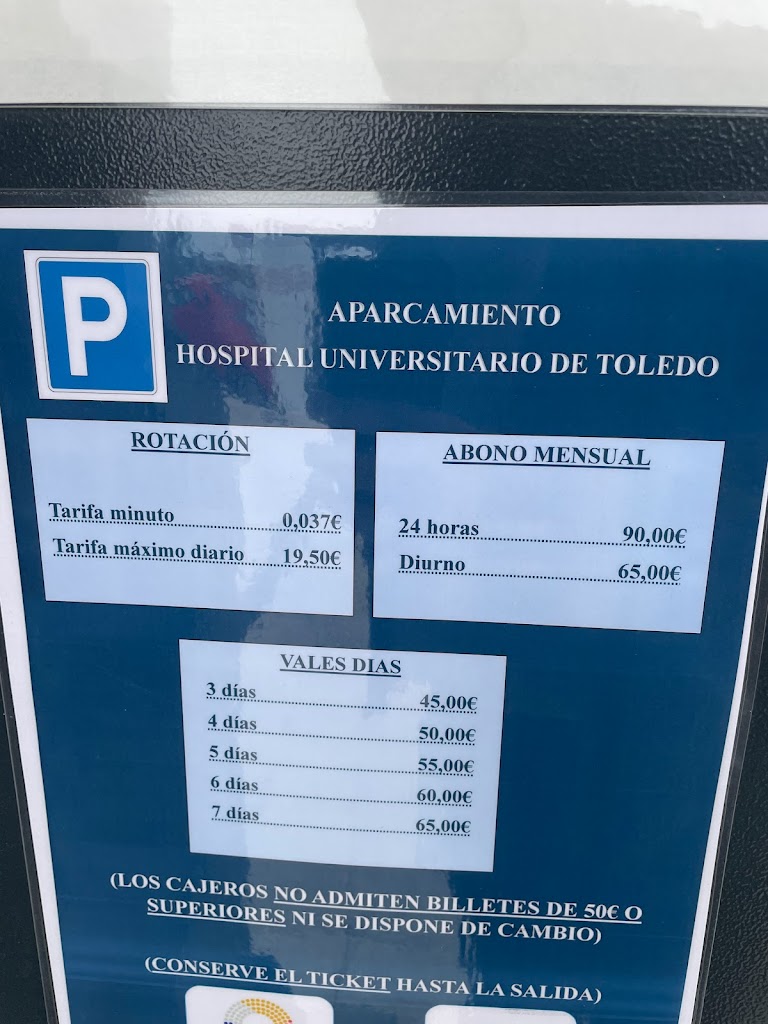 P
APARCAMIENTO
HOSPITAL UNIVERSITARIO DE TOLEDO
ROTACIÓN
Tarifa minuto 0,037€
Tarifa máximo diario 19,50€
ABONO MENSUAL
24 horas 90,00€
Diurno 65,00€
VALES DIAS
3 días 45,00€
4 días 50,00€
5 días 55,00€
6 días 60,00€
7 días 65,00€
(LOS CAJEROS NO ADMITEN BILLETES DE 50€ O
SUPERIORES NI SE DISPONE DE CAMBIO)
(CONSERVE EL TICKET HASTA LA SALIDA)